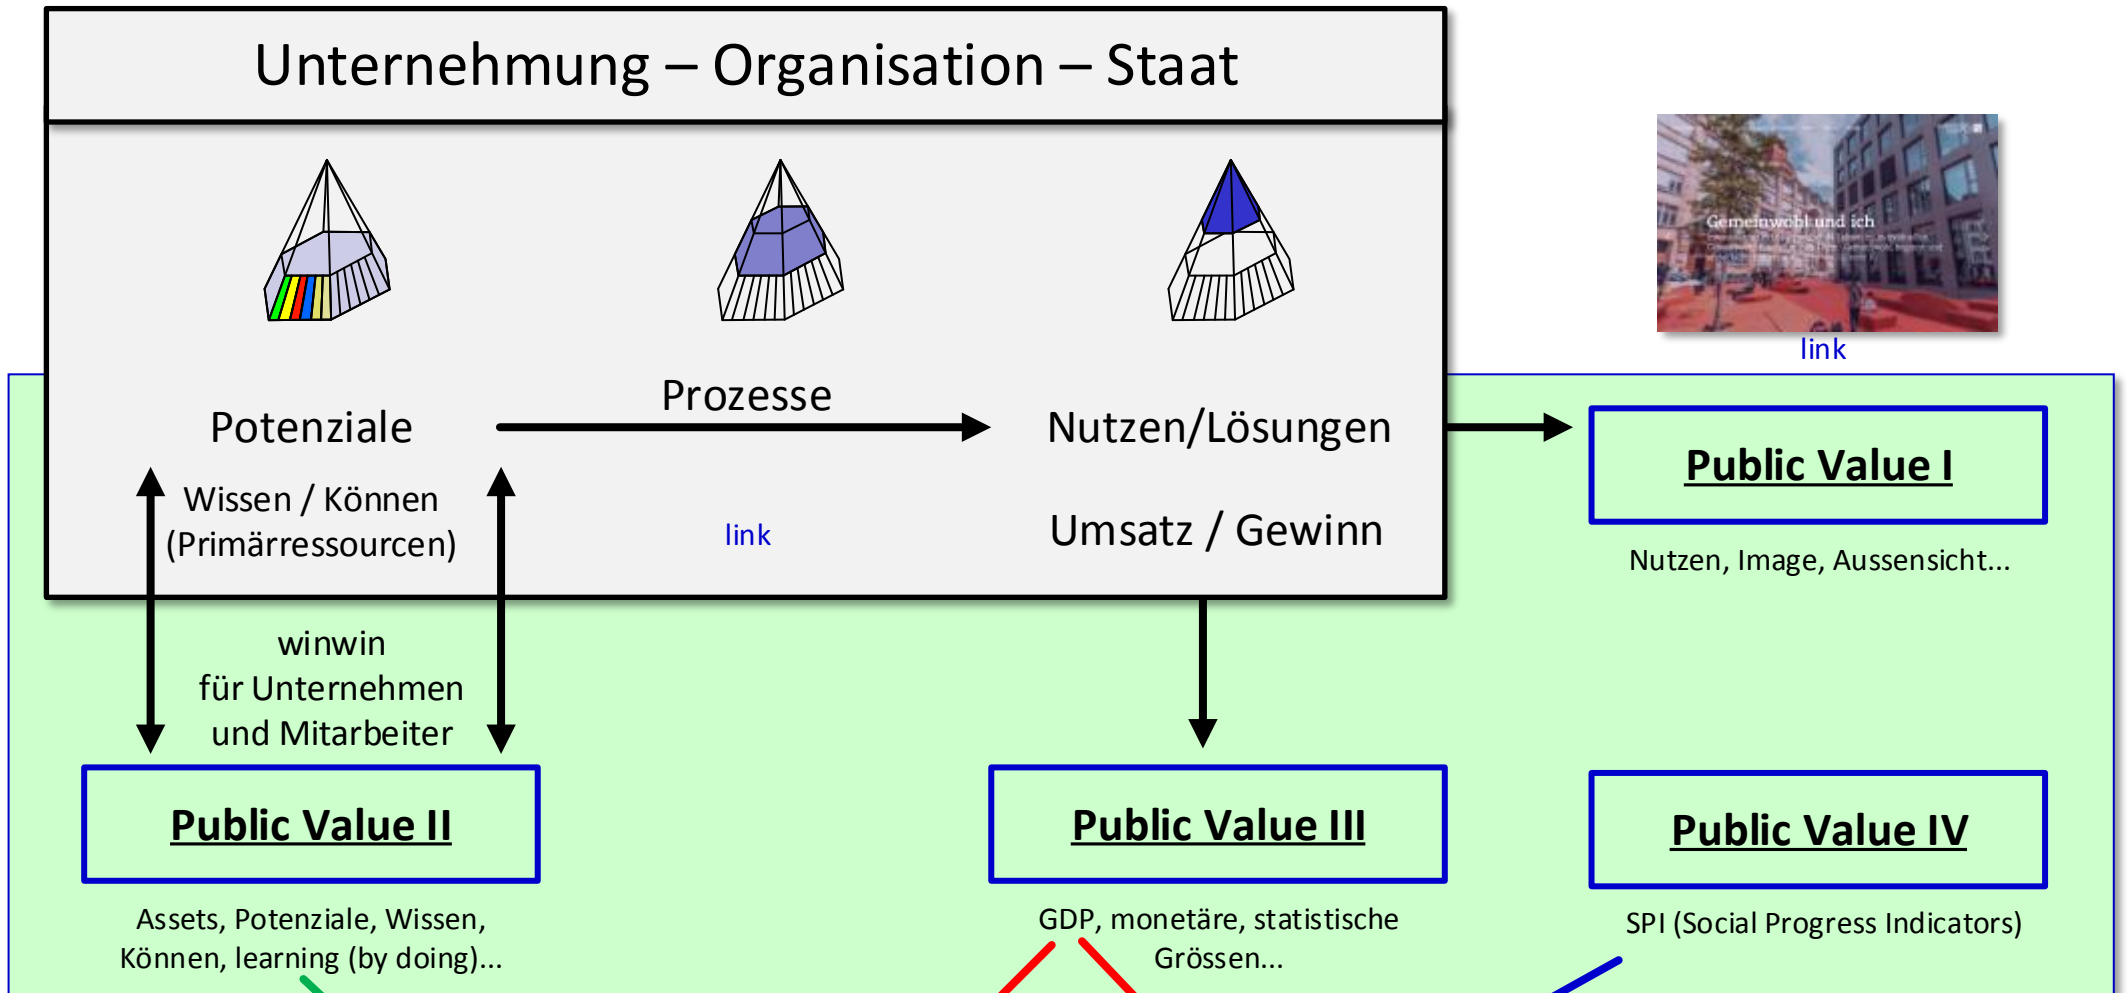 Unternehmung – Organisation – Staat
Gemeinwohl und ich
link
Prozesse
Potenziale
Nutzen/Lösungen
Wissen / Können
(Primärressourcen)
link
Umsatz / Gewinn
Public Value I
Nutzen, Image, Aussensicht...
winwin
für Unternehmen
und Mitarbeiter
Public Value II
Public Value III
Public Value IV
Assets, Potenziale, Wissen,
Können, learning (by doing)...
GDP, monetäre, statistische
Grössen...
SPI (Social Progress Indicators)